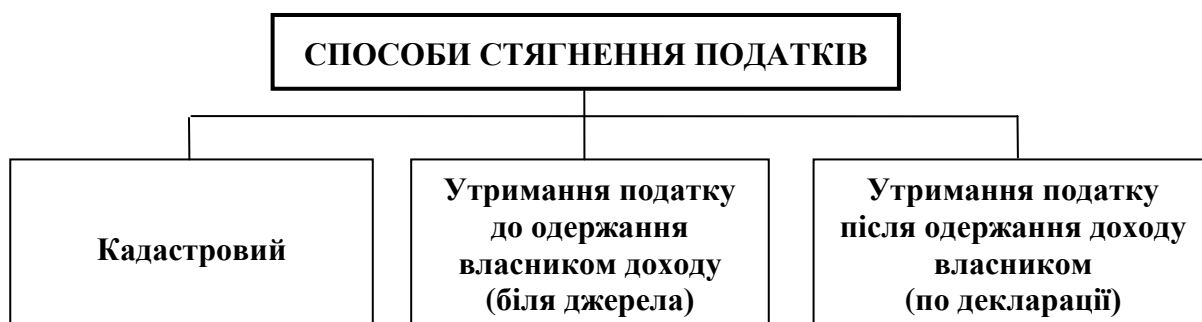 СПОСОБИ СТЯГНЕННЯ ПОДАТКІВ
Кадастровий
Утримання податку
до одержання
власником доходу
(біля джерела)
Утримання податку
після одержання доходу
власником
(по декларації)